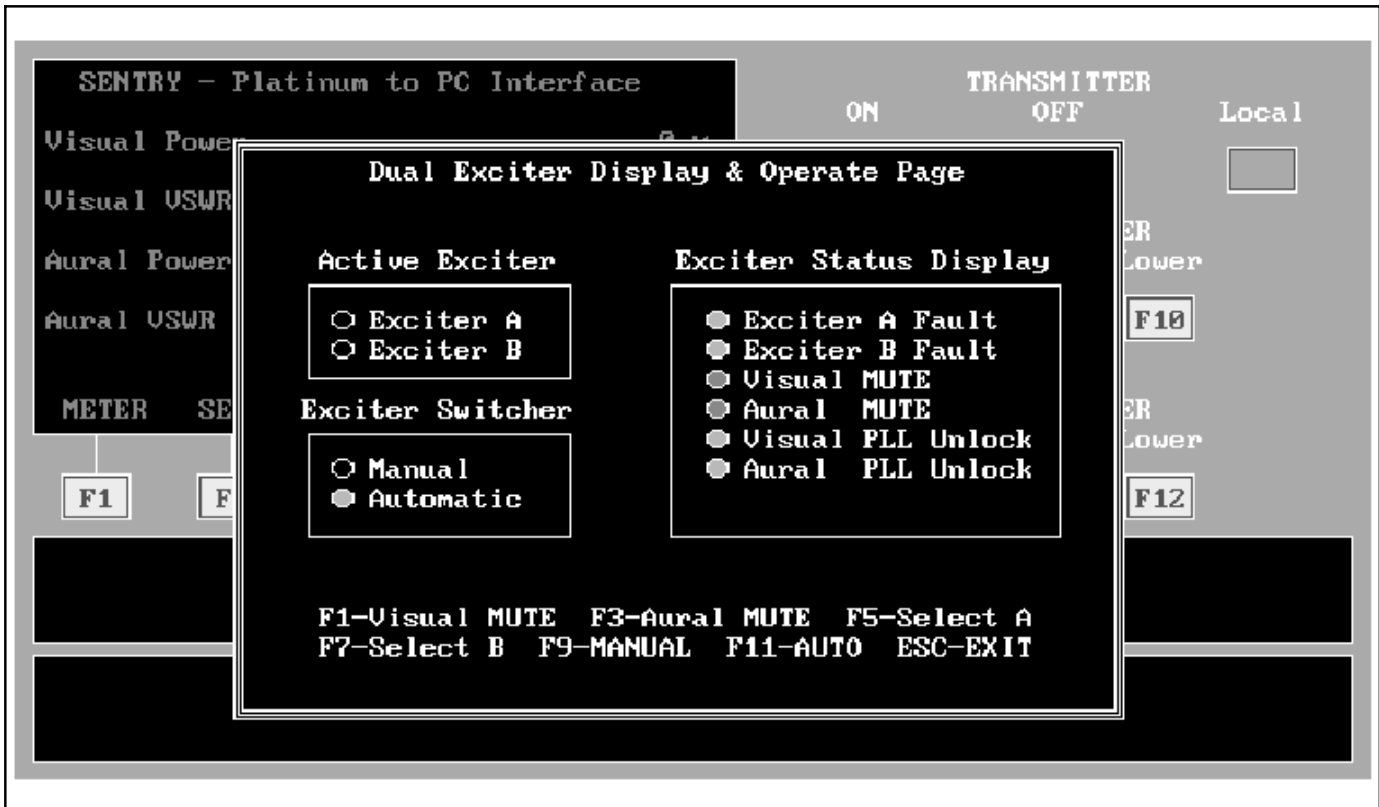 SENTRY - Platinum to PC Interface
TRANSMITTER
ON OFF Local
Visual Power
Visual VSWR
Aural Power
Aural VSWR
METER
F1
F
Lower
F10
Lower
F12
Dual Exciter Display & Operate Page
Active Exciter
Exciter A
Exciter B
Exciter Switcher
Manual
Automatic
Exciter Status Display
Exciter A Fault
Exciter B Fault
Visual MUTE
Aural MUTE
Visual PLL Unlock
Aural PLL Unlock
F1-Visual MUTE F3-Aural MUTE F5-Select A
F7-Select B F9-MANUAL F11-AUTO ESC-EXIT